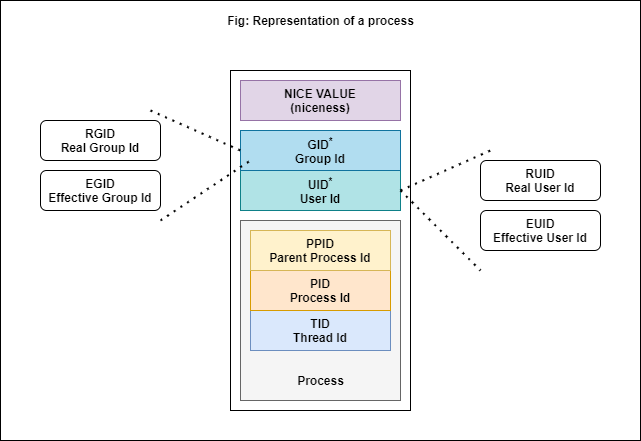 Fig: Representation of a process
NICE VALUE
(niceness)
RGID
Real Group Id
EGID
Effective Group Id
GID*
Group Id
UID*
User Id
RUID
Real User Id
EUID
Effective User Id
PPID
Parent Process Id
PID
Process Id
TID
Thread Id
Process